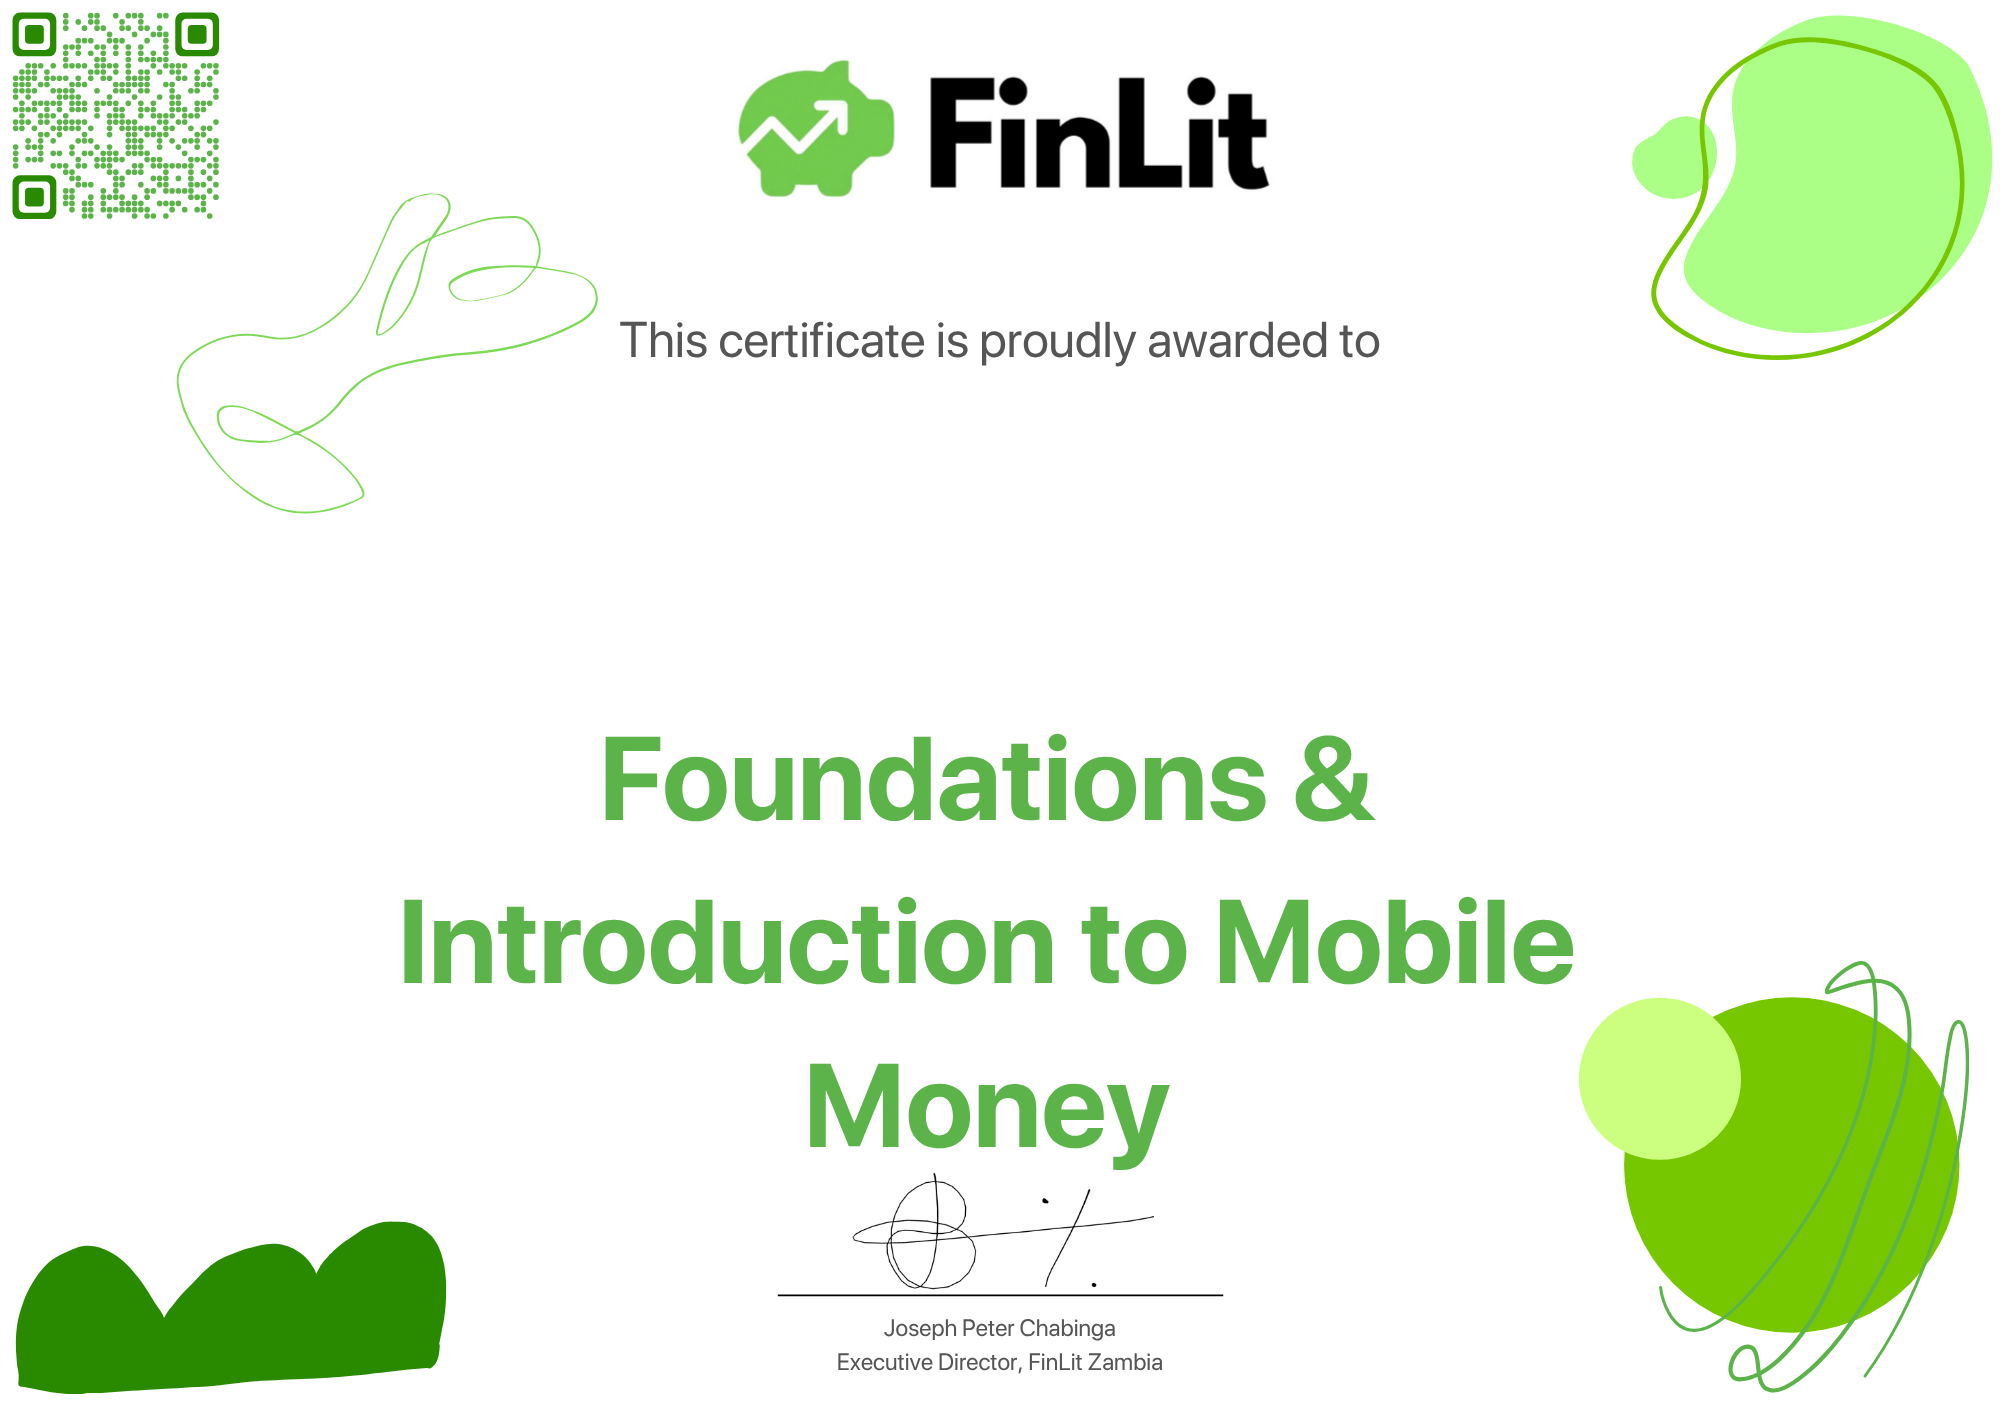 FinLit
This certificate is proudly awarded to
Foundations &
Introduction to Mobile
Money
Joseph Peter Chabinga
Executive Director, FinLit Zambia